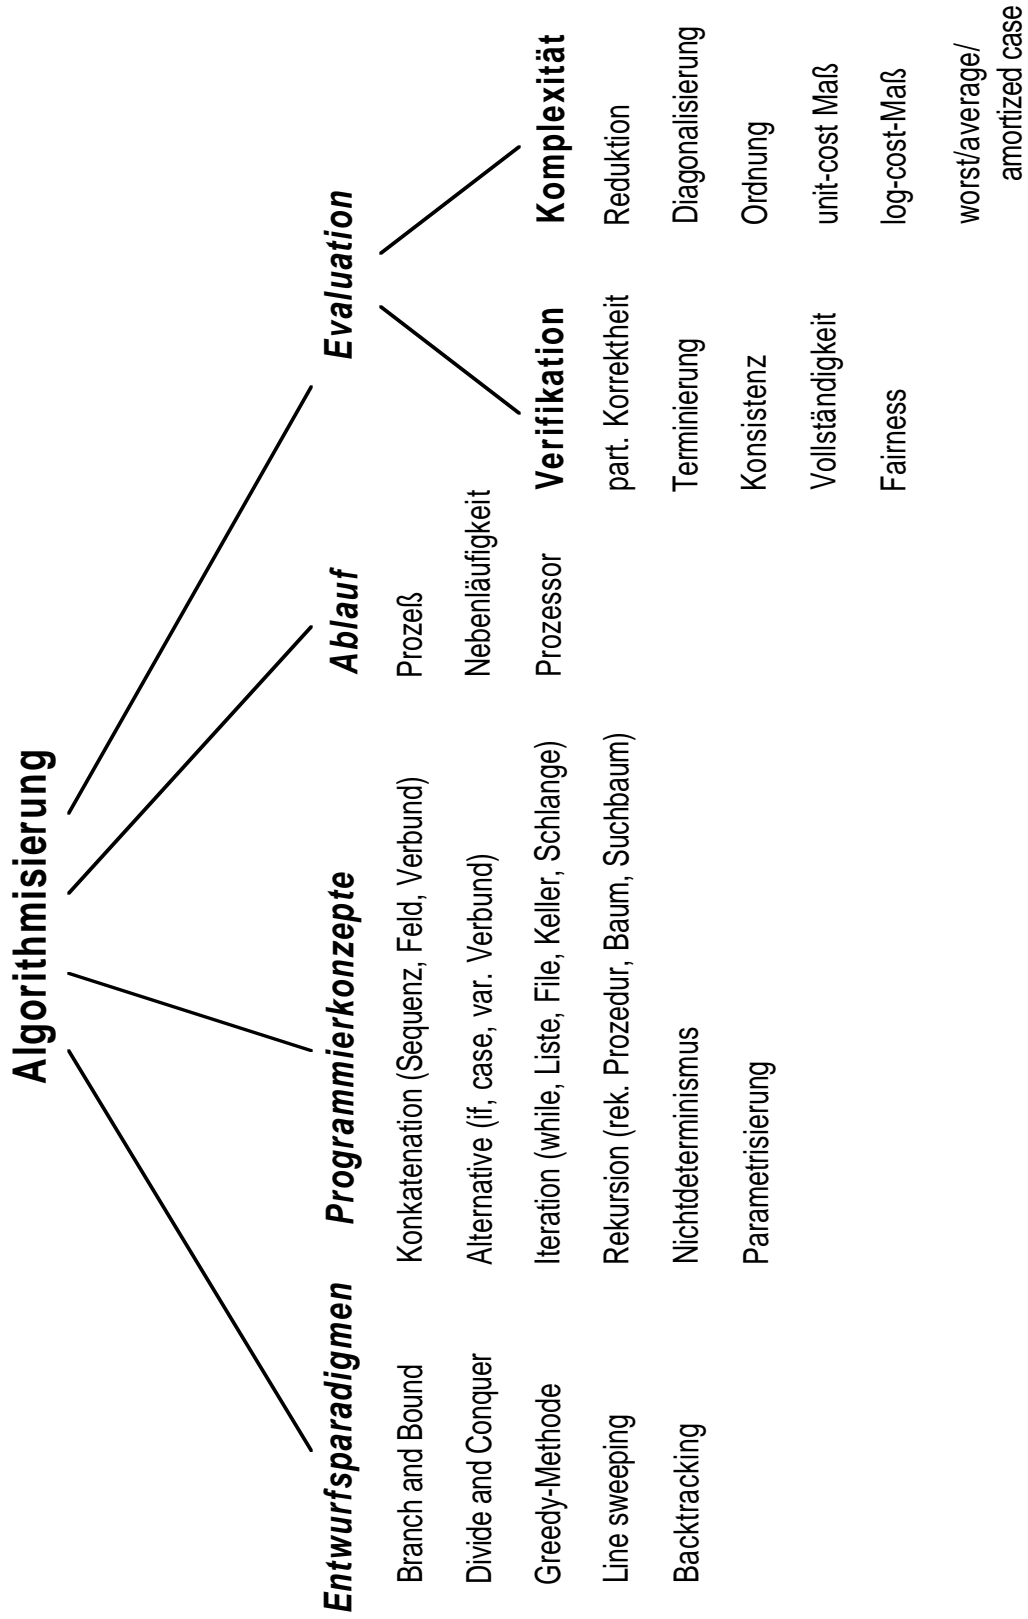 Algorithmisierung
Entwurfsparadigmen
Branch and Bound
Divide and Conquer
Greedy-Methode
Line sweeping
Backtracking
Programmierkonzepte
Konkatenation (Sequenz, Feld, Verbund)
Alternative (if, case, var. Verbund)
Iteration (while, Liste, File, Keller, Schlange)
Rekursion (rek. Prozedur, Baum, Suchbaum)
Nichtdeterminismus
Parametrisierung
Ablauf
Prozeß
Nebenläufigkeit
Prozessor
Evaluation
Verifikation
part. Korrektheit
Terminierung
Konsistenz
Vollständigkeit
Fairness
Komplexität
Reduktion
Diagonalisierung
Ordnung
unit-cost Maß
log-cost-Maß
worst/average/
amortized case